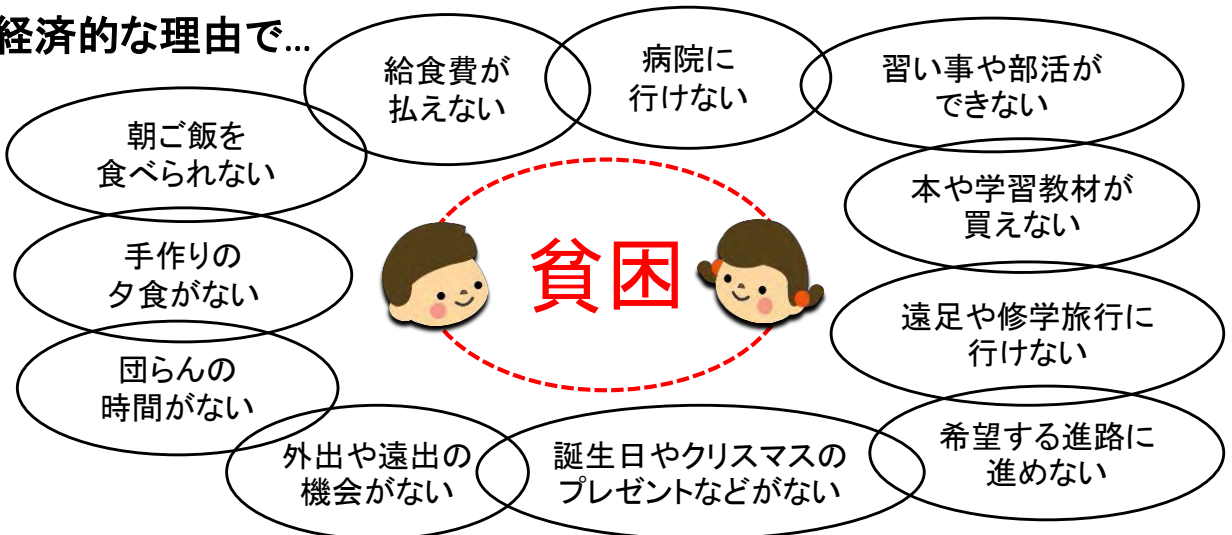 経済的な理由で…
給食費が
払えない
病院に
行けない
習い事や部活が
できない
朝ご飯を
食べられない
本や学習教材が
買えない
手作りの
夕食がない
貧困
遠足や修学旅行に
行けない
団らんの
時間がない
希望する進路に
進めない
外出や遠出の
機会がない
誕生日やクリスマスの
プレゼントなどがない